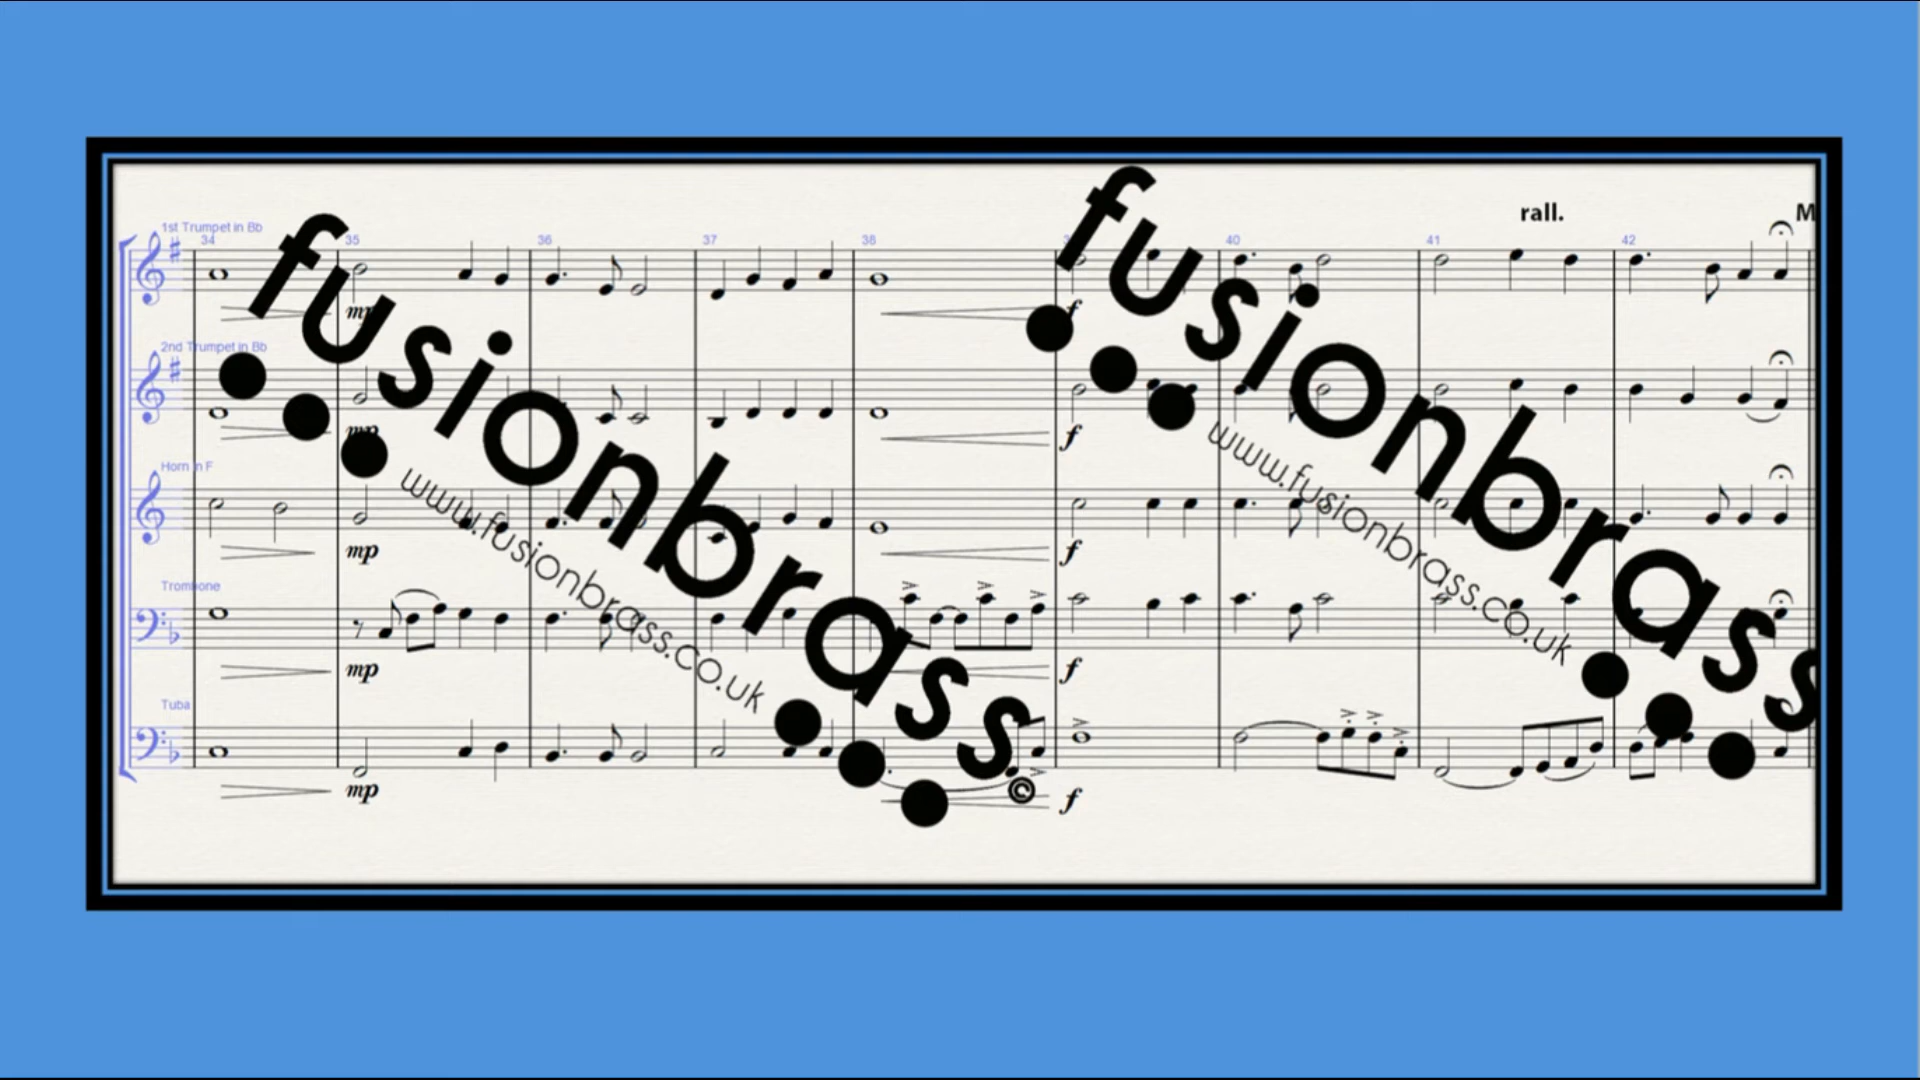 rall.
M
1st Trumpet in Bb
34
35
36
37
38
40
41
42
mp
f
2nd Trumpet in Bb
mp
f
Horn in F
mp
f
Trombone
mp
f
Tuba
mp
f
fusionbrass
www.fusionbrass.co.uk
©
fusionbrass
www.fusionbrass.co.uk